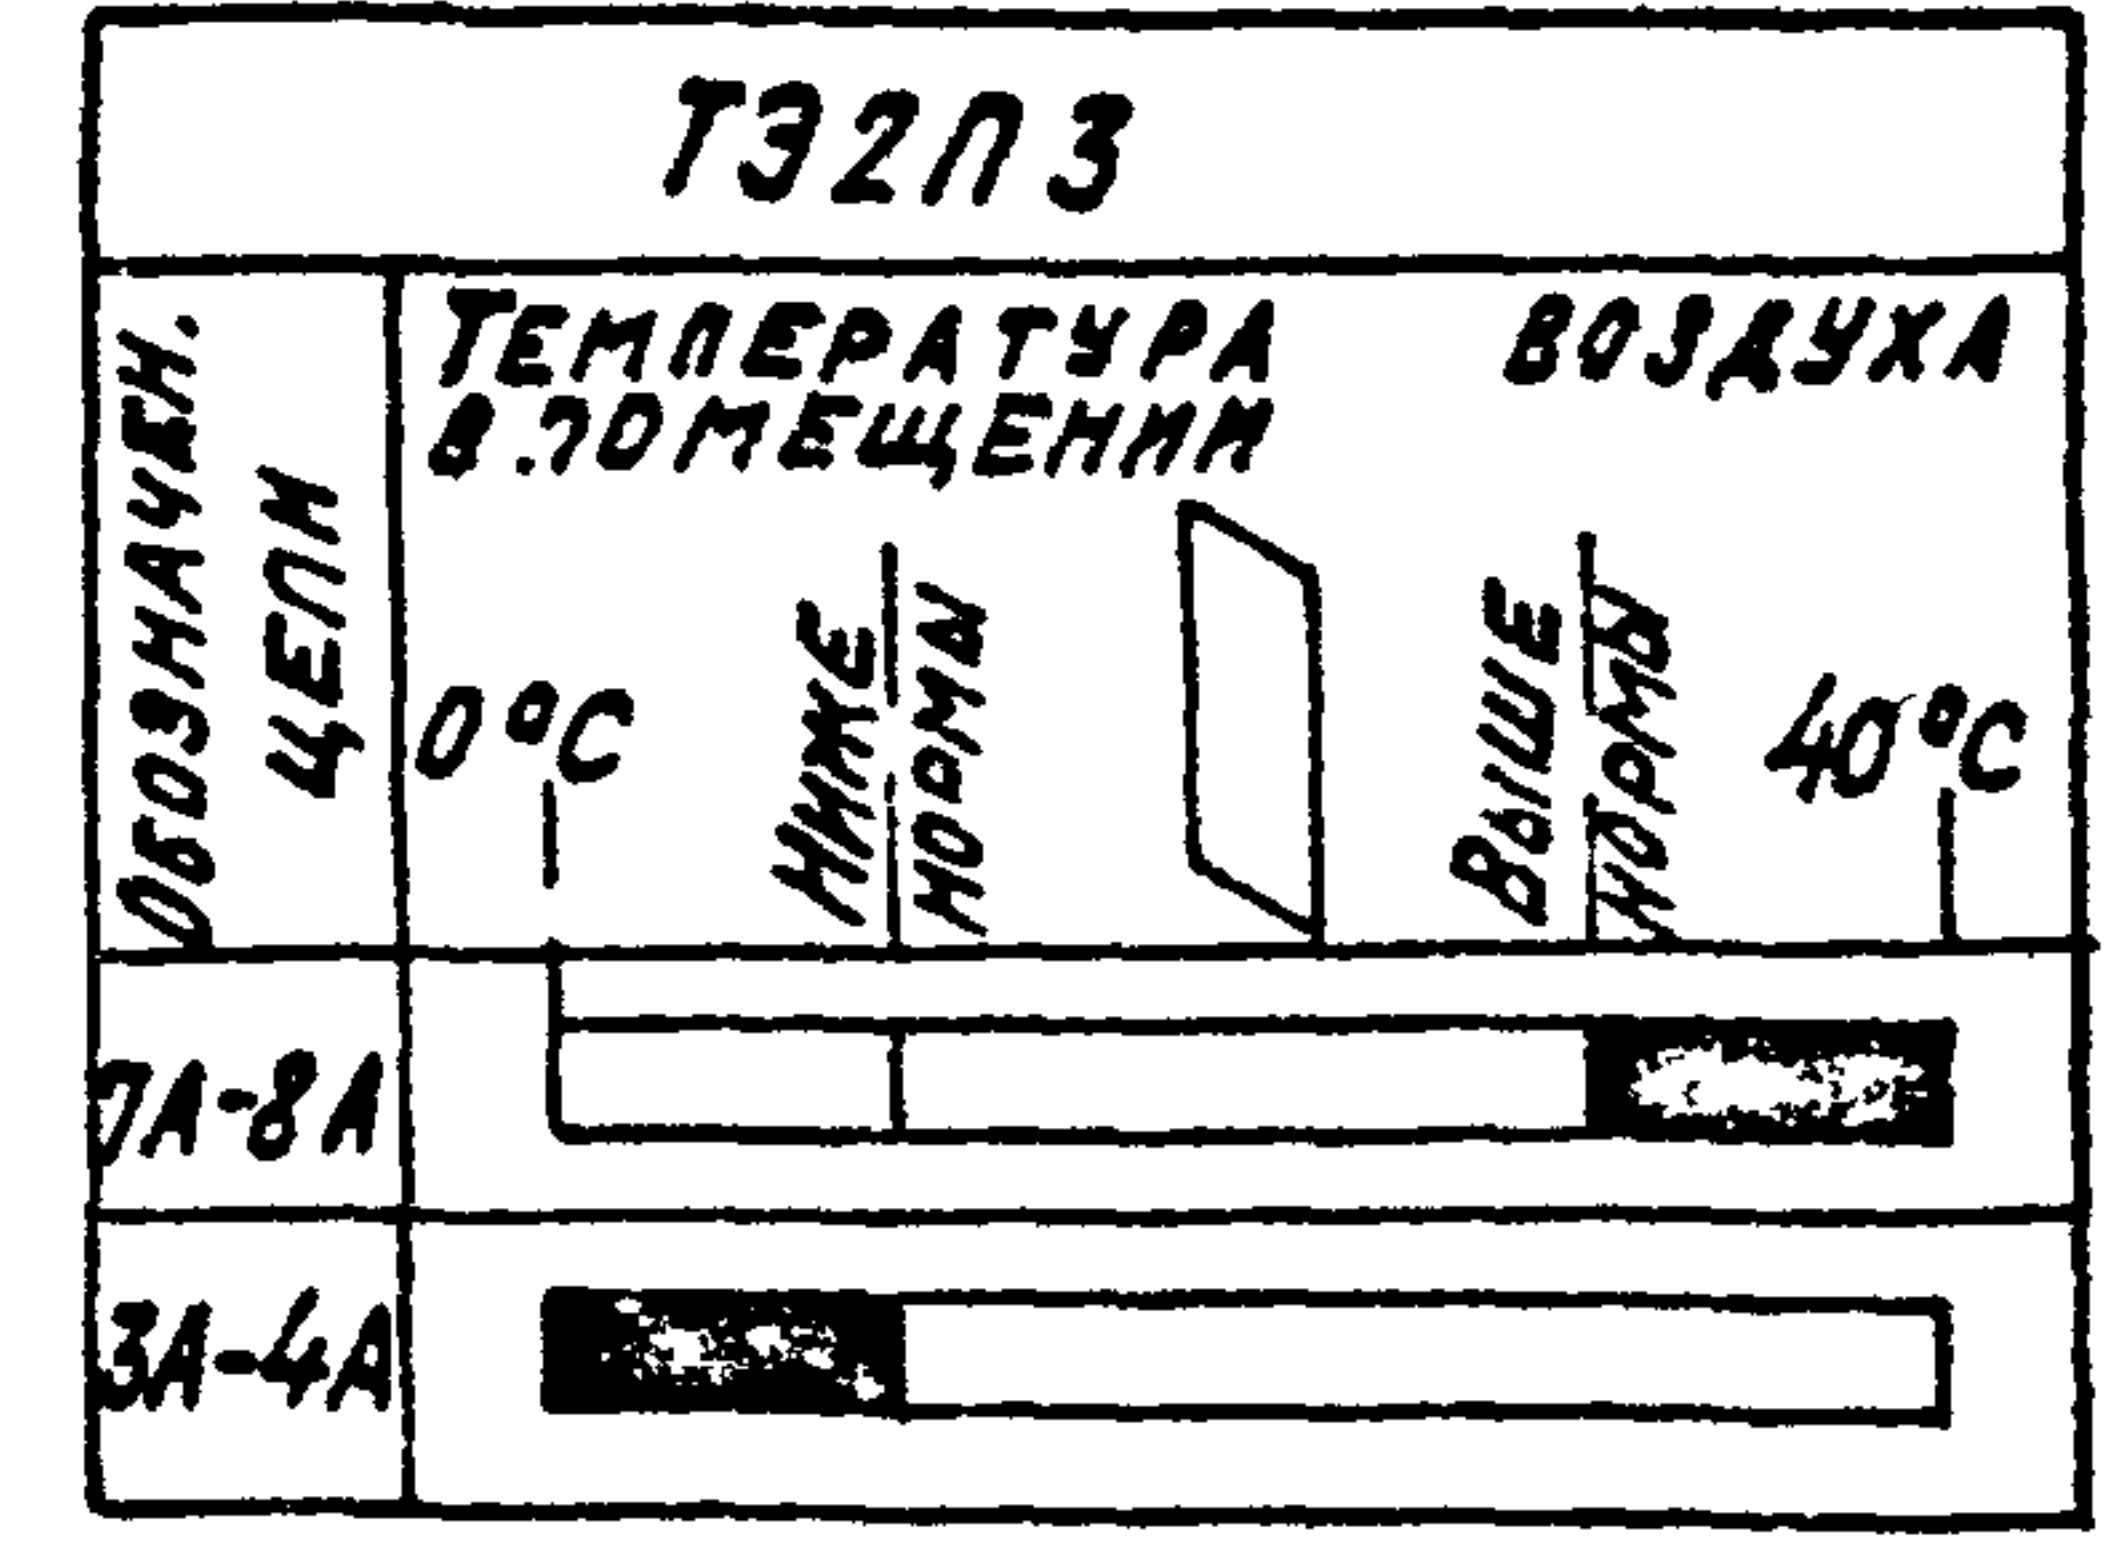 ТЭ2П3
ОБОЗНАЧЕН.
ЦЕПИ
ТЕМПЕРАТУРА ВОЗДУХА
В ПОМЕЩЕНИИ
0°С
НИЖЕ
НОРМЫ
ВЫШЕ
НОРМЫ
40°С
7А-8А
3А-4А